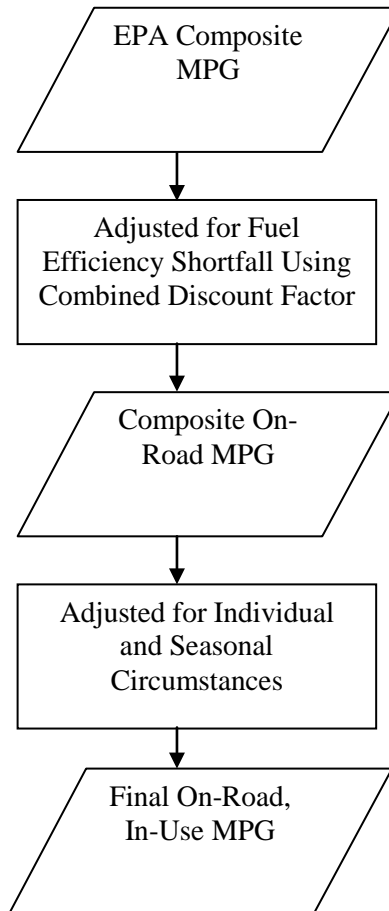 EPA Composite
MPG
Adjusted for Fuel
Efficiency Shortfall Using
Combined Discount Factor
Composite On-
Road MPG
Adjusted for Individual
and Seasonal
Circumstances
Final On-Road,
In-Use MPG